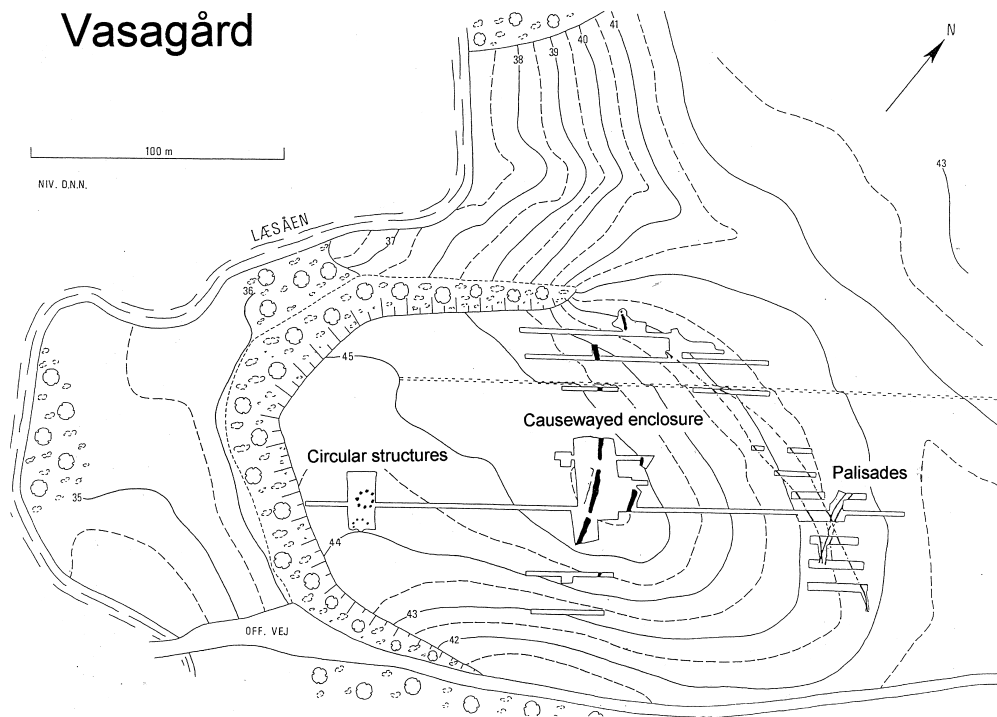 Vasagård
N
41
40
39
38
100 m
NIV. D.N.N.
43
LÆSÅEN
37
36
45
Causewayed enclosure
Circular structures
Palisades
35
44
43
42
OFF. VEJ